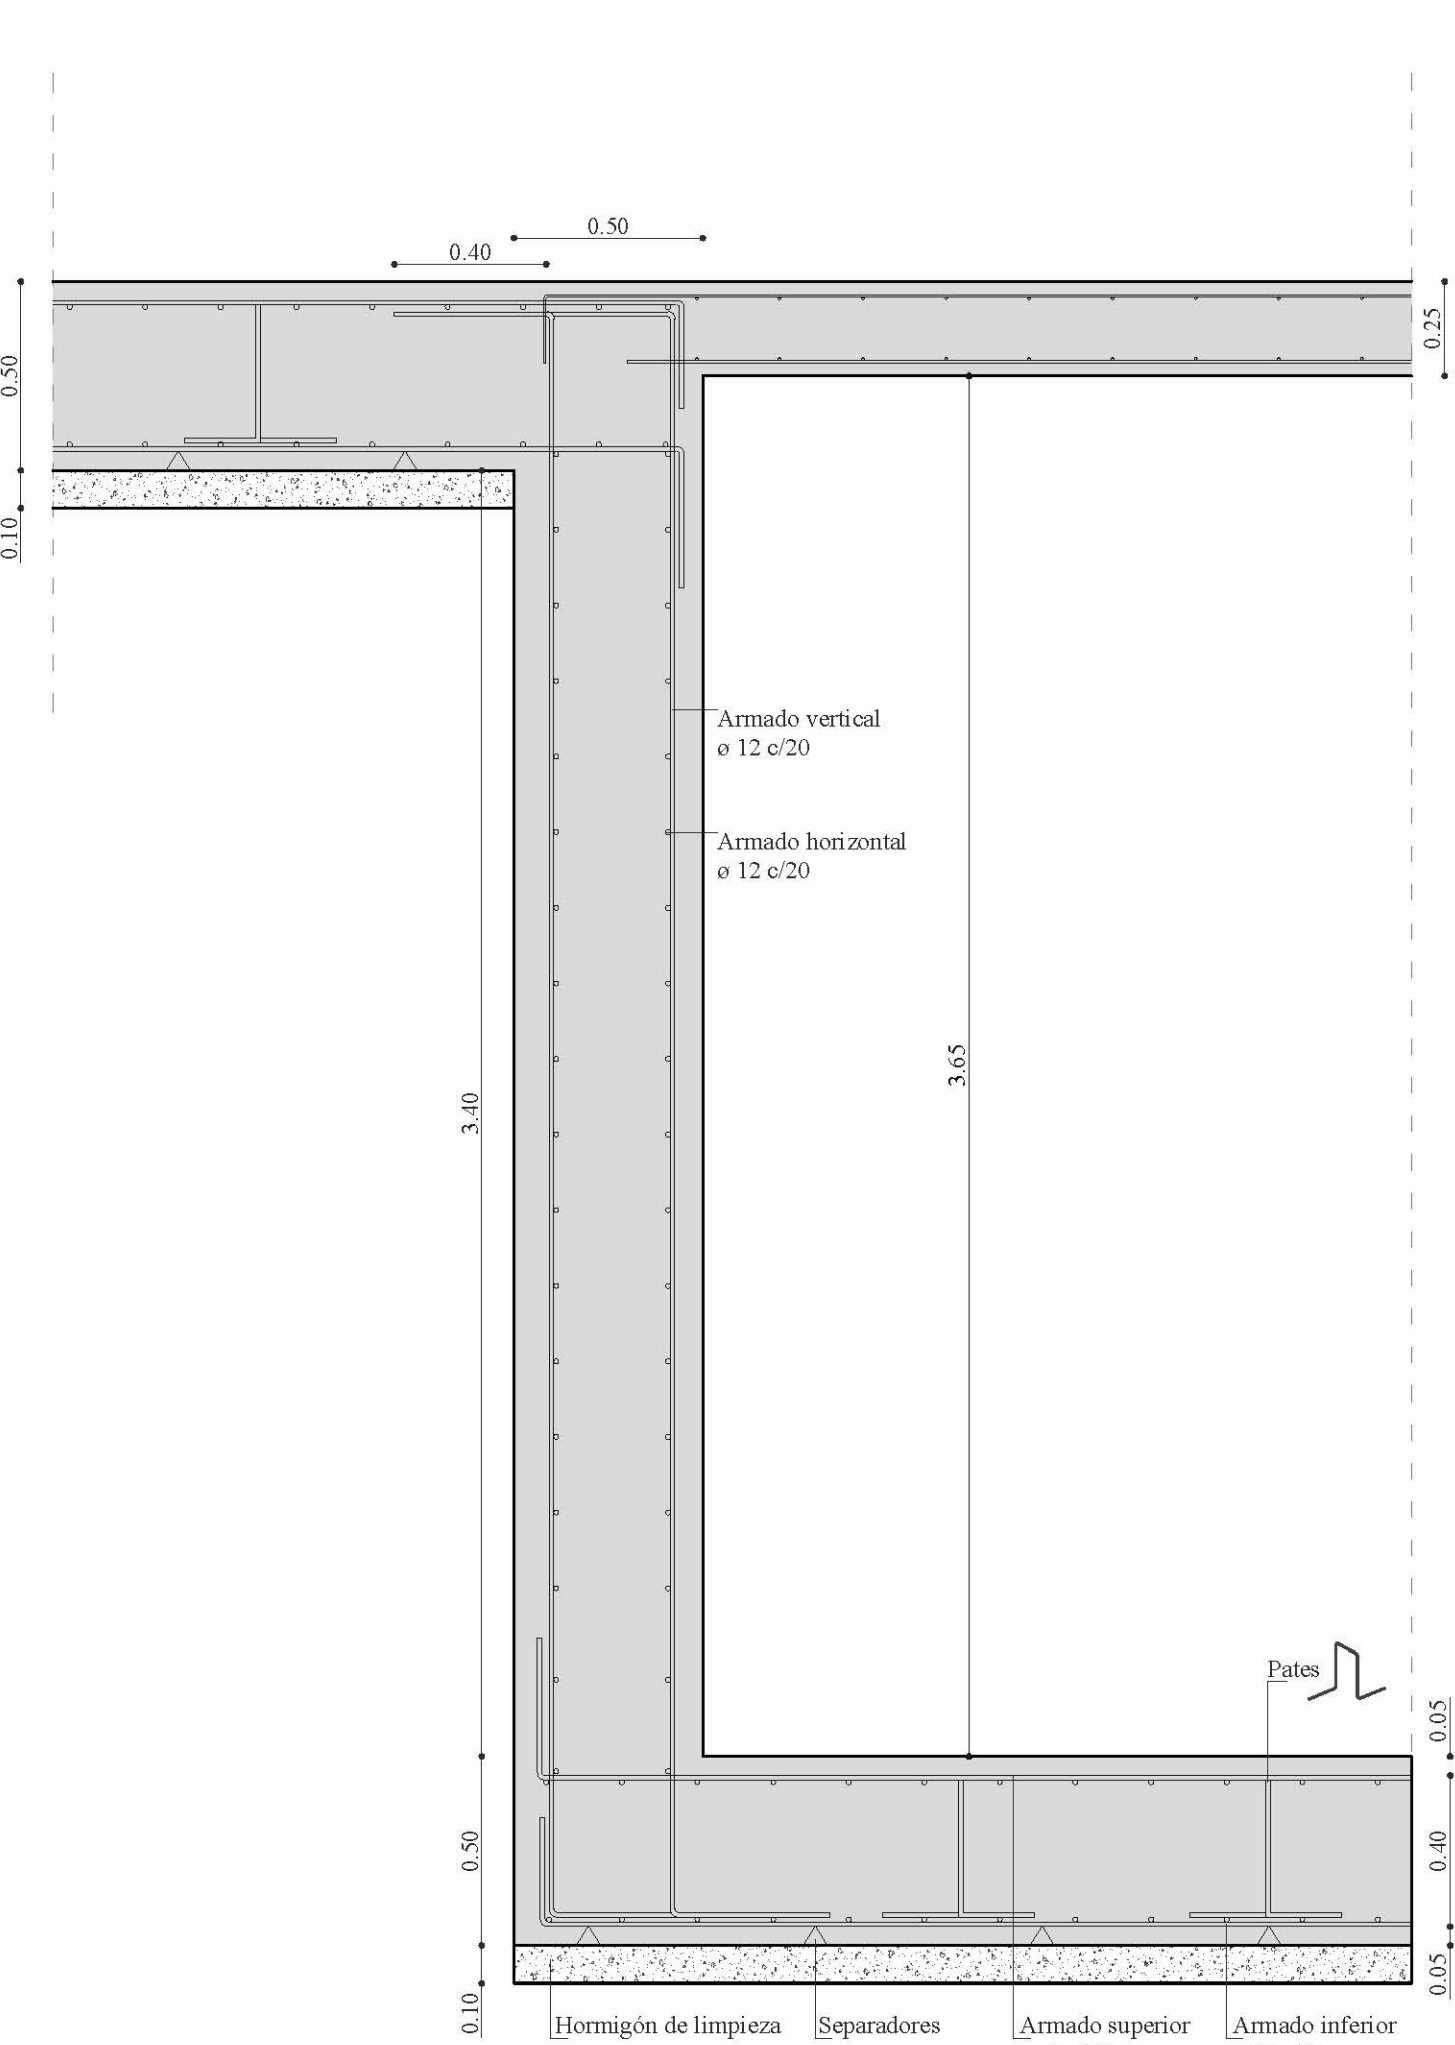 0.50
0.40
0.25
0.50
0.10
Armado vertical
ø 12 c/20
Armado horizontal
ø 12 c/20
3.65
3.40
Pates
0.05
0.50
0.40
0.05
0.10
Hormigón de limpieza
Separadores
Armado superior
Armado inferior